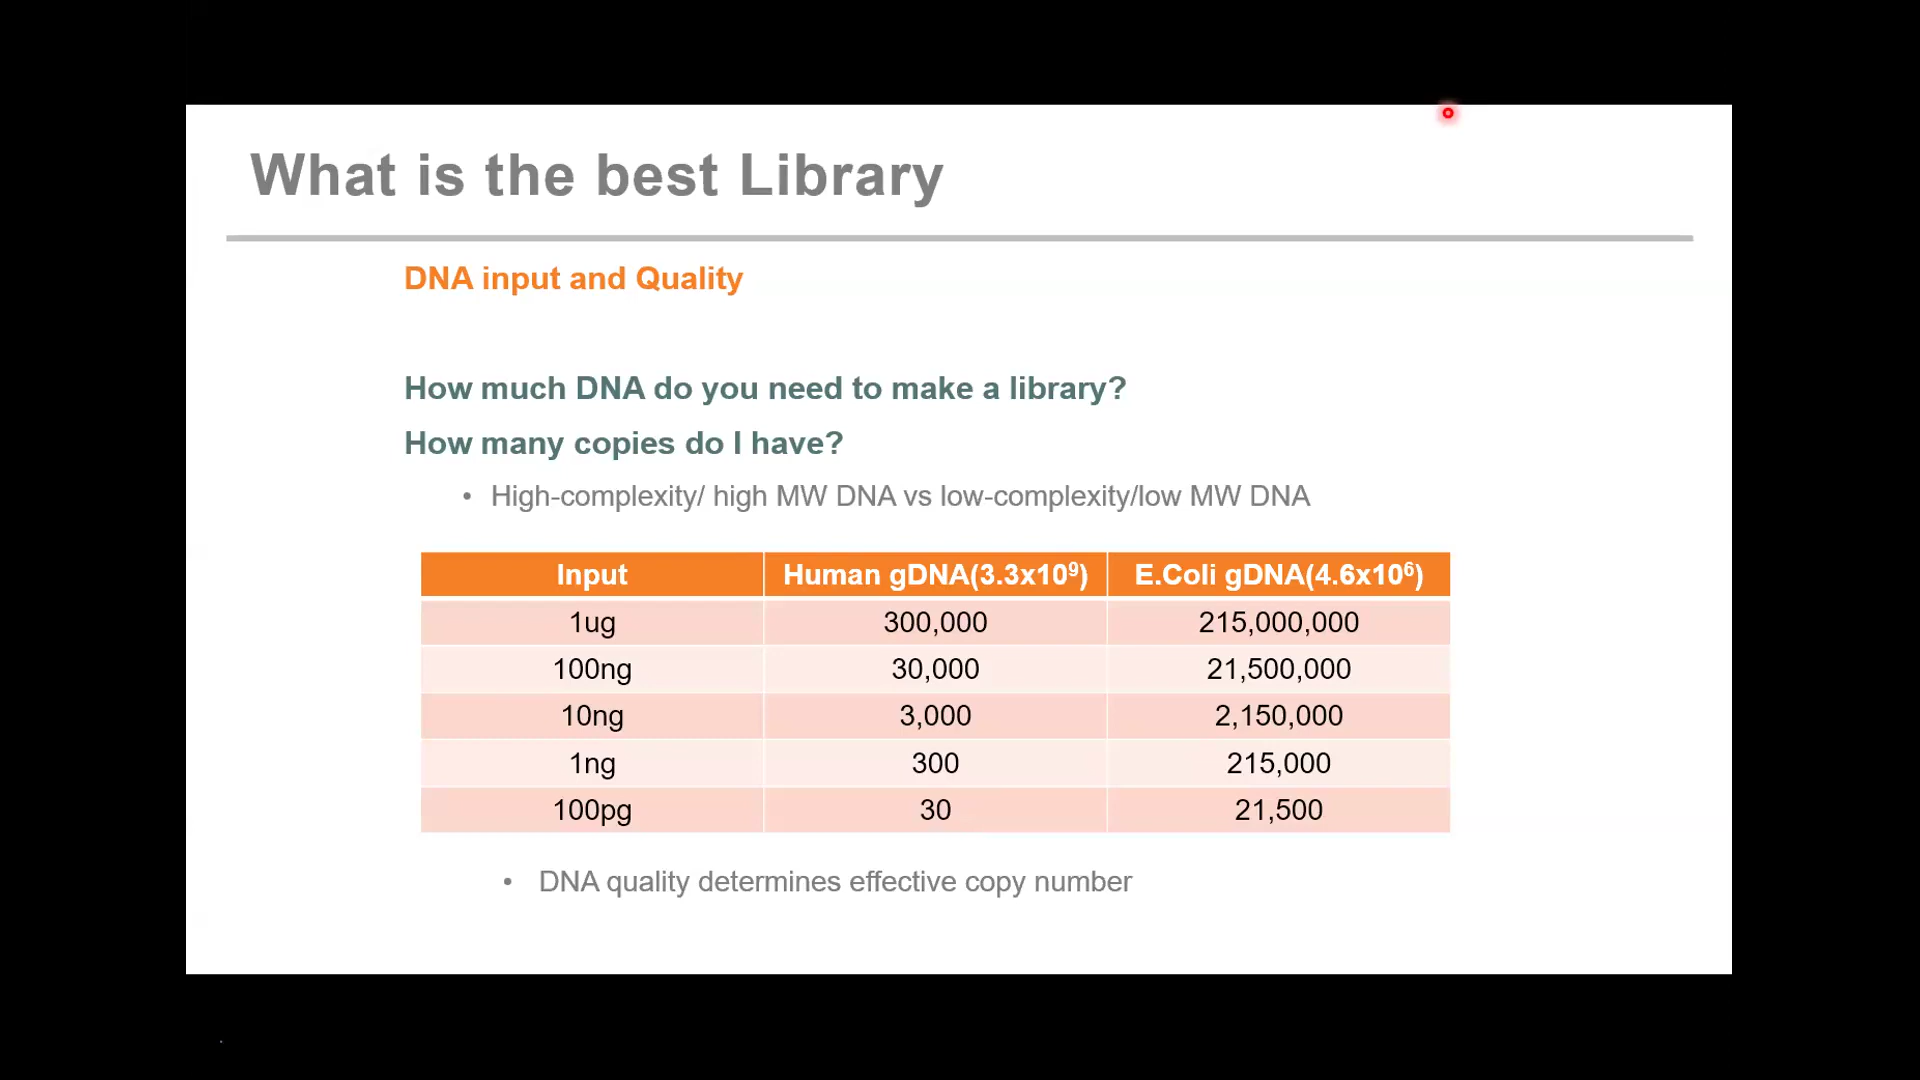 What is the best Library
DNA input and Quality
How much DNA do you need to make a library?
How many copies do I have?
• High-complexity/ high MW DNA vs low-complexity/low MW DNA
Input Human gDNA(3.3x10⁹) E.Coli gDNA(4.6x10⁶)
1ug 300,000 215,000,000
100ng 30,000 21,500,000
10ng 3,000 2,150,000
1ng 300 215,000
100pg 30 21,500
• DNA quality determines effective copy number